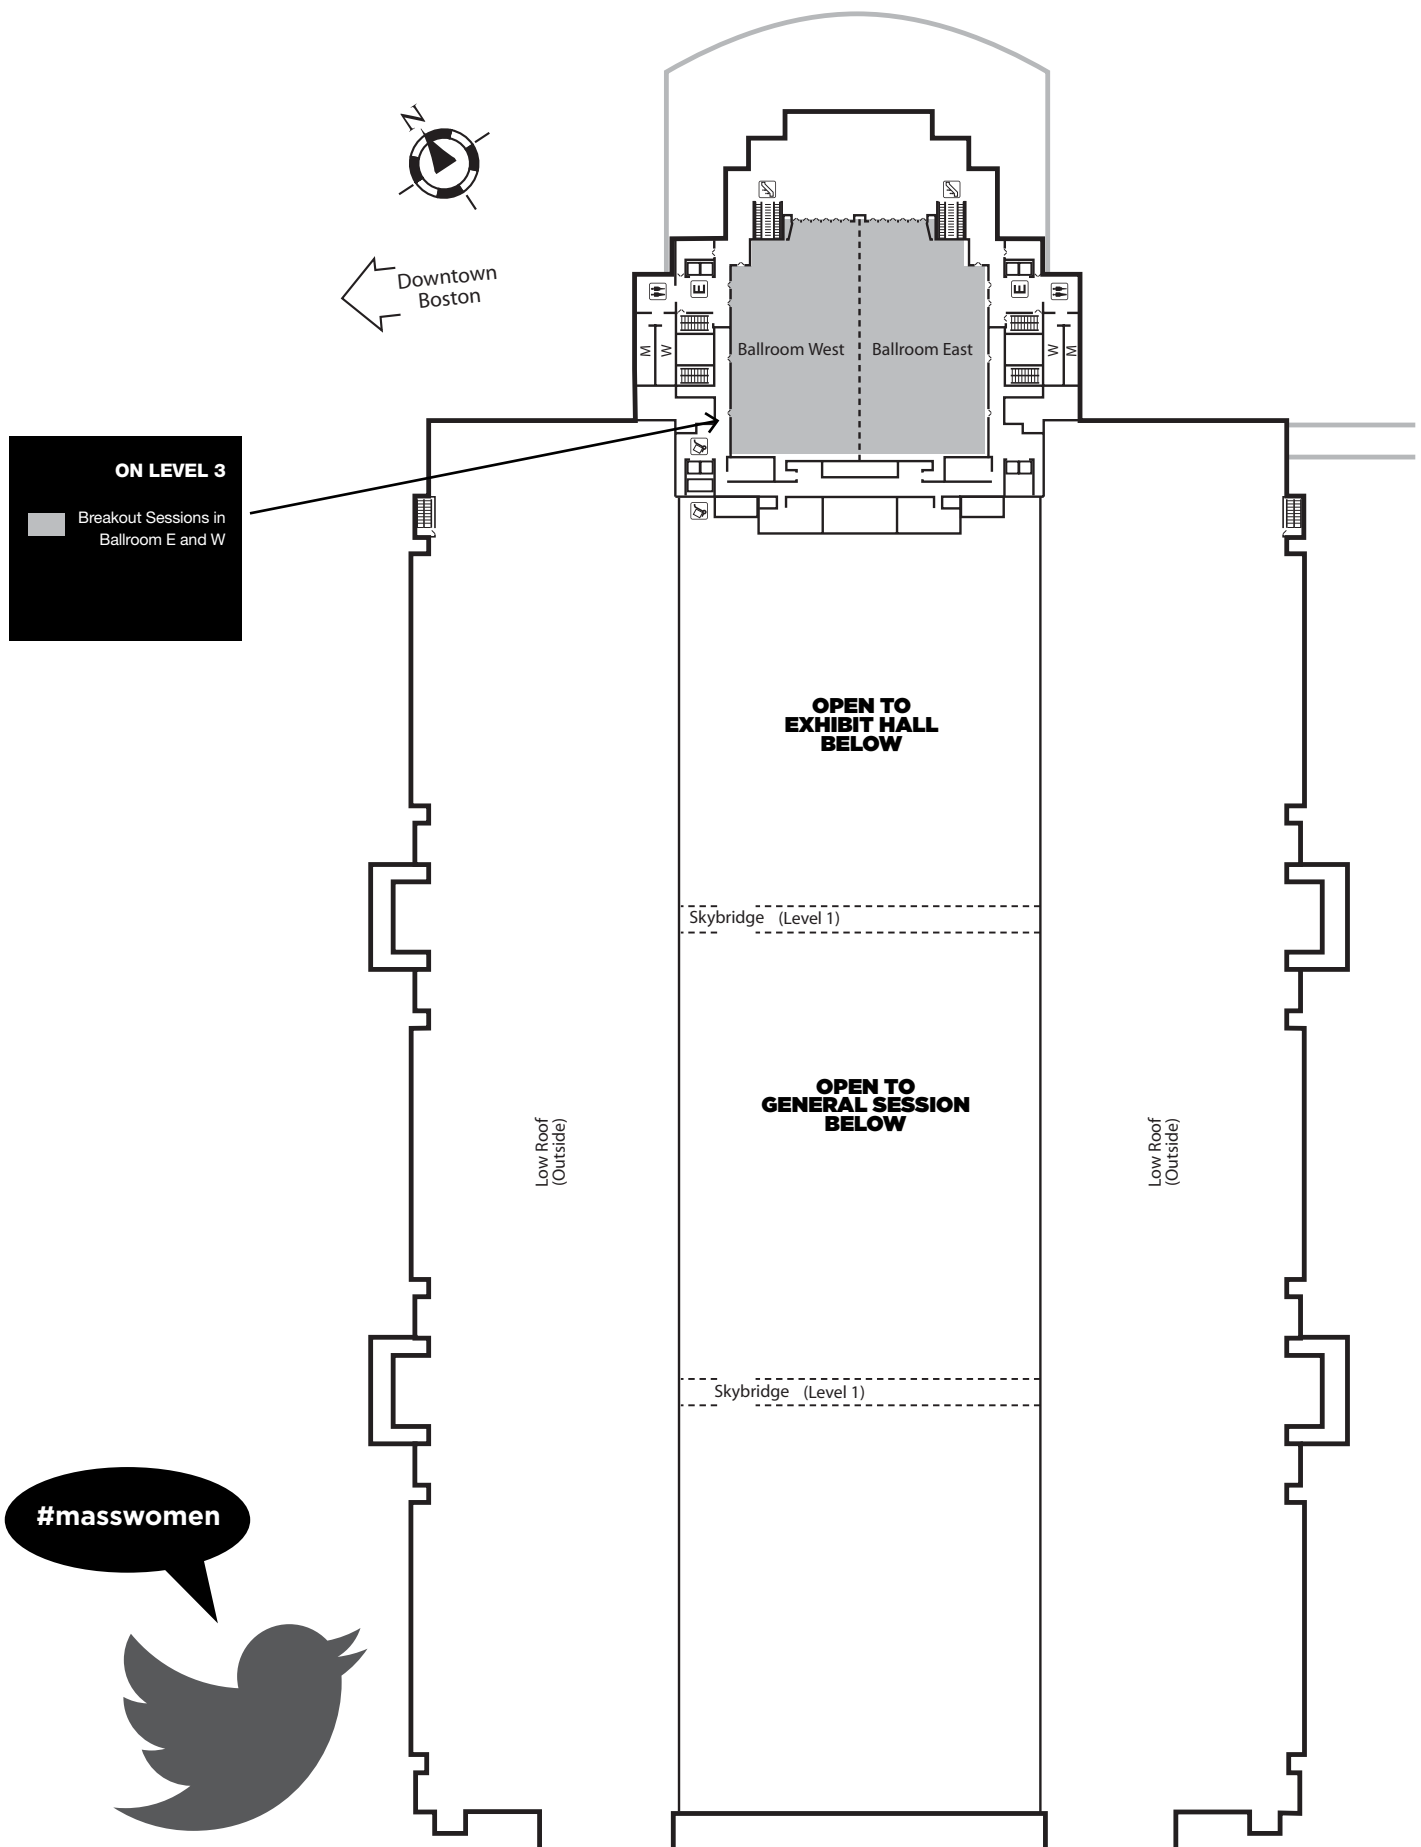 N
Downtown
Boston
E
E
Ballroom West
Ballroom East
M
W
W
M
ON LEVEL 3
Breakout Sessions in
Ballroom E and W
OPEN TO
EXHIBIT HALL
BELOW
Skybridge (Level 1)
OPEN TO
GENERAL SESSION
BELOW
Low Roof
(Outside)
Low Roof
(Outside)
Skybridge (Level 1)
#masswomen